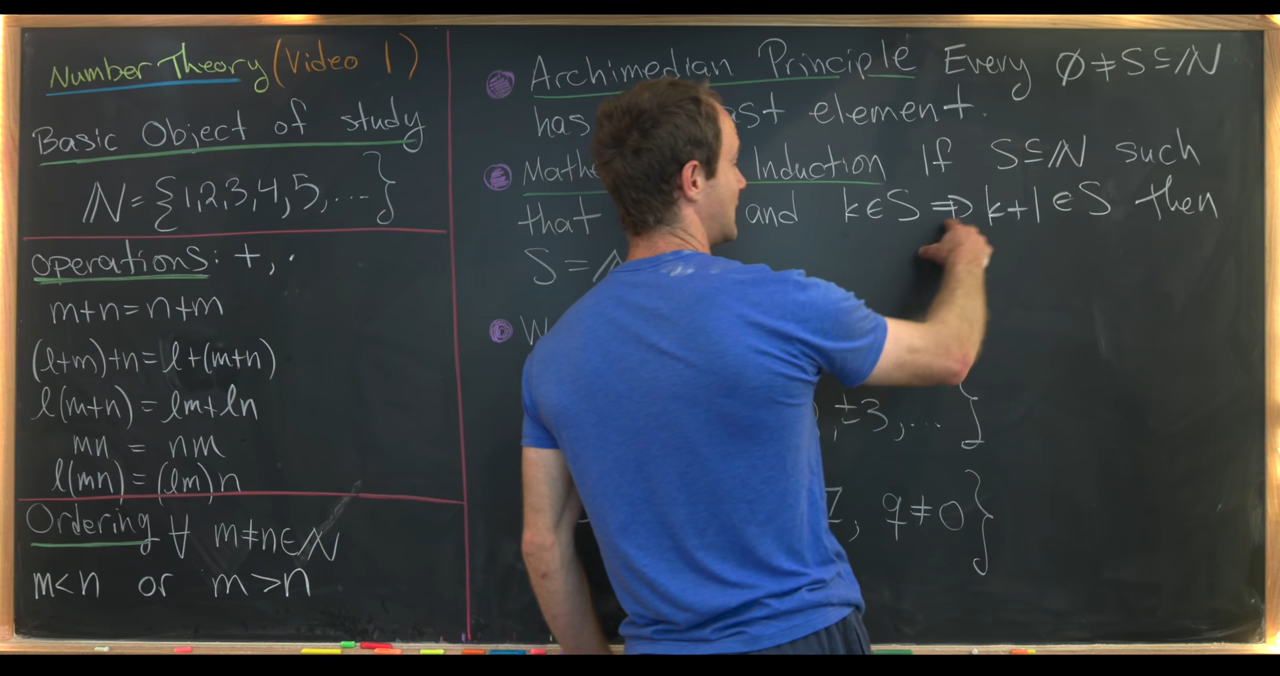 Number Theory (Video 1)
Basic Object of study
ℕ = {1,2,3,4,5, ... }
Operations: +, ·
m+n = n+m
(l+m)+n = l+(m+n)
l(m+n) = lm+ln
mn = nm
l(mn) = (lm)n
Ordering ∀ m≠n∈ℕ
m<n or m>n
Archimedian Principle Every ∅≠S⊆ℕ
has ast element.
Mathe Induction If S⊆ℕ such
that and k∈S ⇒ k+1∈S then
S = ℕ
W
, ±3, ... }
ℤ, q≠0}